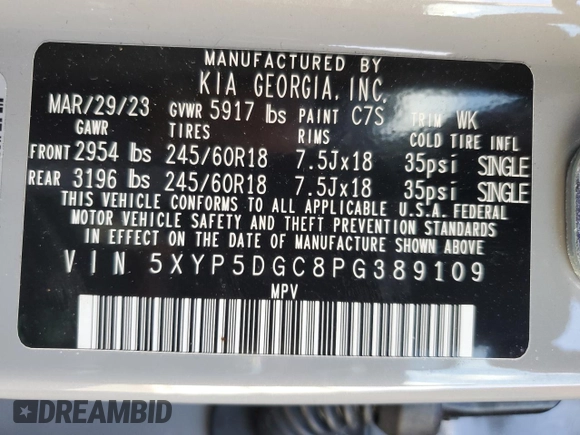 MANUFACTURED BY
KIA GEORGIA, INC.
MAR/29/23 GVWR 5917 lbs PAINT C7S TRIM WK
GAWR TIRES RIMS COLD TIRE INFL
FRONT 2954 lbs 245/60R18 7.5Jx18 35psi SINGLE
REAR 3196 lbs 245/60R18 7.5Jx18 35psi SINGLE
THIS VEHICLE CONFORMS TO ALL APPLICABLE U.S.A. FEDERAL
MOTOR VEHICLE SAFETY AND THEFT PREVENTION STANDARDS
IN EFFECT ON THE DATE OF MANUFACTURE SHOWN ABOVE.
VIN 5XYP5DGC8PG389109
MPV
DREAMBID